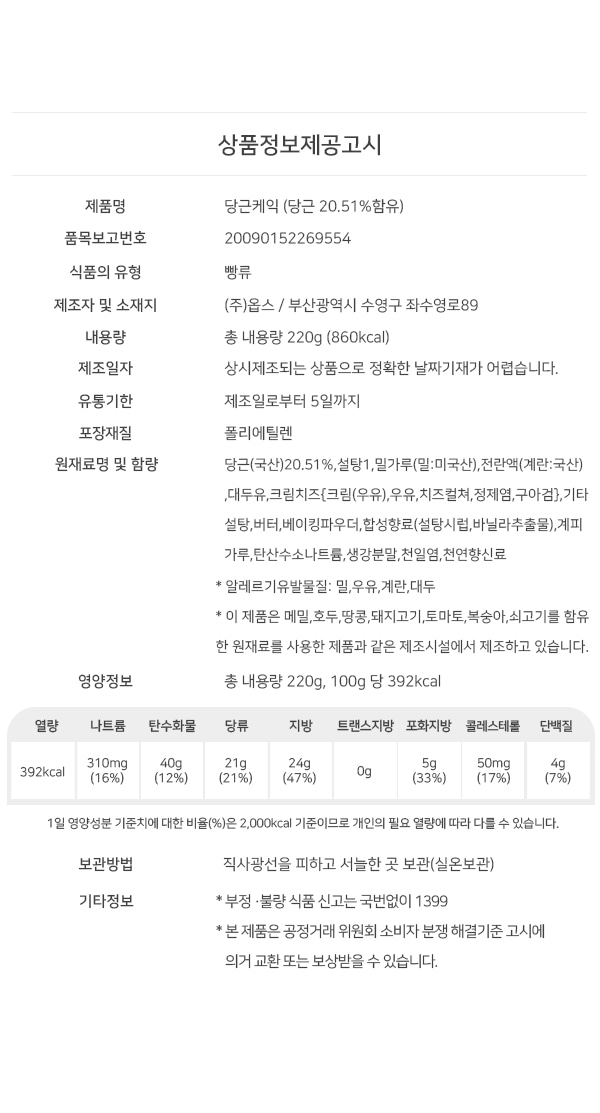 상품정보제공고시
제품명 당근케익 (당근 20.51%함유)
품목보고번호 20090152269554
식품의 유형 빵류
제조자 및 소재지 (주)옵스 / 부산광역시 수영구 좌수영로89
내용량 총 내용량 220g (860kcal)
제조일자 상시제조되는 상품으로 정확한 날짜기재가 어렵습니다.
유통기한 제조일로부터 5일까지
포장재질 폴리에틸렌
원재료명 및 함량 당근(국산)20.51%,설탕1,밀가루(밀:미국산),전란액(계란:국산)
,대두유,크림치즈{크림(우유),우유,치즈컬쳐,정제염,구아검},기타
설탕,버터,베이킹파우더,합성향료(설탕시럽,바닐라추출물),계피
가루,탄산수소나트륨,생강분말,천일염,천연향신료
* 알레르기유발물질: 밀,우유,계란,대두
* 이 제품은 메밀,호두,땅콩,돼지고기,토마토,복숭아,쇠고기를 함유
한 원재료를 사용한 제품과 같은 제조시설에서 제조하고 있습니다.
영양정보 총 내용량 220g, 100g 당 392kcal
열량 나트륨 탄수화물 당류 지방 트랜스지방 포화지방 콜레스테롤 단백질
392kcal 310mg 40g 21g 24g 0g 5g 50mg 4g
(16%) (12%) (21%) (47%) (33%) (17%) (7%)
1일 영양성분 기준치에 대한 비율(%)은 2,000kcal 기준이므로 개인의 필요 열량에 따라 다를 수 있습니다.
보관방법 직사광선을 피하고 서늘한 곳 보관(실온보관)
기타정보 * 부정 ·불량 식품 신고는 국번없이 1399
* 본 제품은 공정거래 위원회 소비자 분쟁 해결기준 고시에
의거 교환 또는 보상받을 수 있습니다.